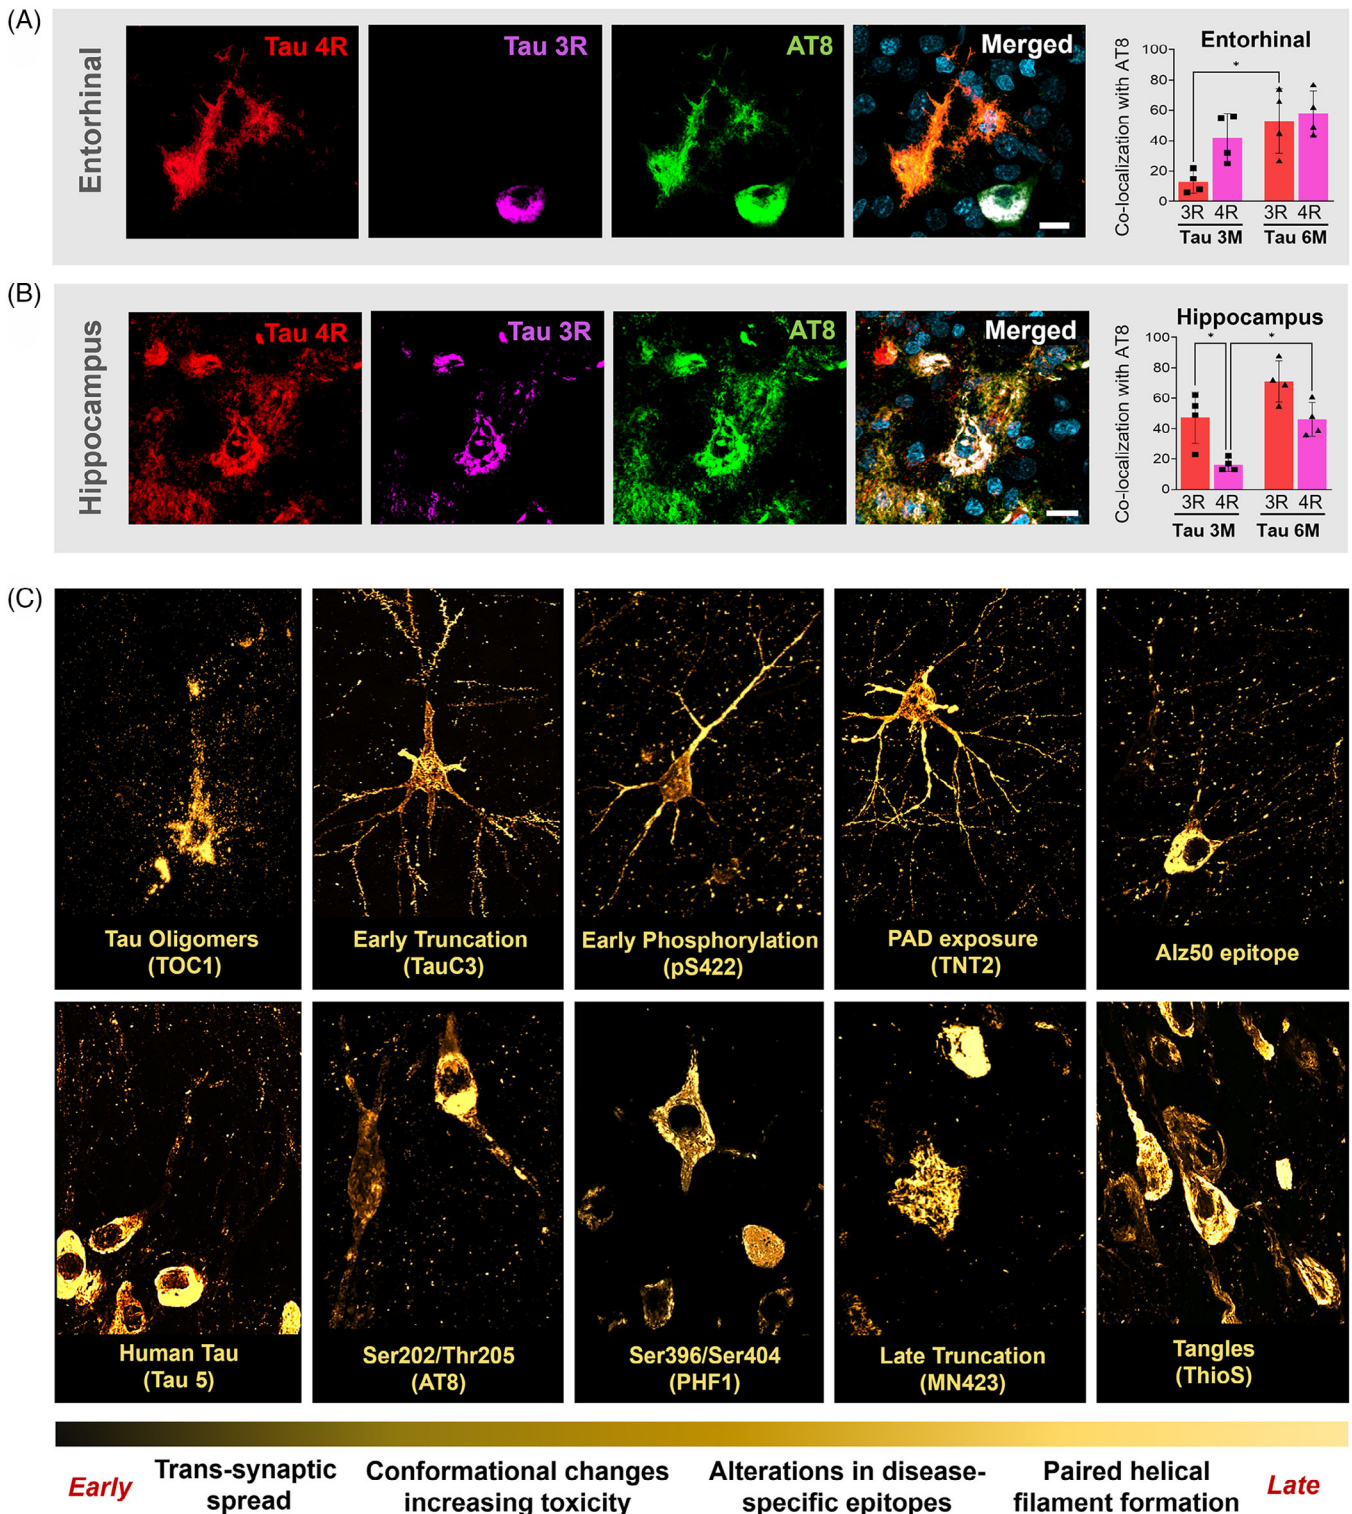 (A)
Entorhinal
Tau 4R
Tau 3R
AT8
Merged
Entorhinal
Co-localization with AT8
100
80
60
40
20
0
*
3R 4R 3R 4R
Tau 3M Tau 6M
(B)
Hippocampus
Tau 4R
Tau 3R
AT8
Merged
Hippocampus
Co-localization with AT8
100
80
60
40
20
0
* *
3R 4R 3R 4R
Tau 3M Tau 6M
(C)
Tau Oligomers
(TOC1)
Early Truncation
(TauC3)
Early Phosphorylation
(pS422)
PAD exposure
(TNT2)
Alz50 epitope
Human Tau
(Tau 5)
Ser202/Thr205
(AT8)
Ser396/Ser404
(PHF1)
Late Truncation
(MN423)
Tangles
(ThioS)
Early
Trans-synaptic
spread
Conformational changes
increasing toxicity
Alterations in disease-
specific epitopes
Paired helical
filament formation
Late